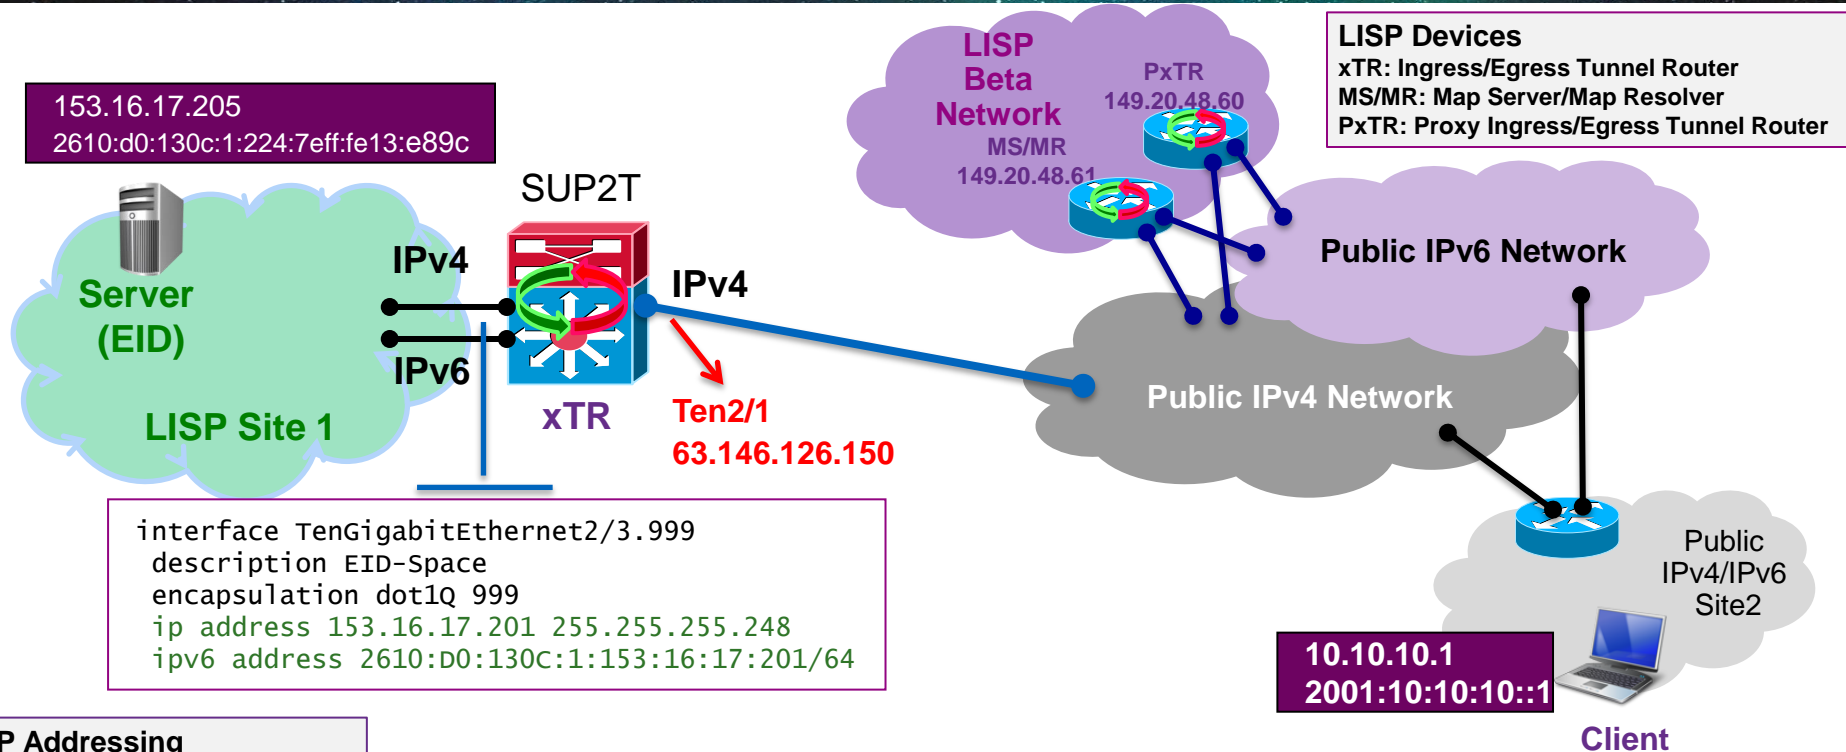 LISP Devices
xTR: Ingress/Egress Tunnel Router
MS/MR: Map Server/Map Resolver
PxTR: Proxy Ingress/Egress Tunnel Router
LISP
Beta
Network
PxTR
149.20.48.60
MS/MR
149.20.48.61
153.16.17.205
2610:d0:130c:1:224:7eff:fe13:e89c
SUP2T
IPv4
IPv6
Server
(EID)
LISP Site 1
xTR
IPv4
Ten2/1
63.146.126.150
Public IPv6 Network
Public IPv4 Network
interface TenGigabitEthernet2/3.999
description EID-Space
encapsulation dot1Q 999
ip address 153.16.17.201 255.255.255.248
ipv6 address 2610:D0:130C:1:153:16:17:201/64
Public
IPv4/IPv6
Site2
10.10.10.1
2001:10:10:10::1
Client
P Addressing